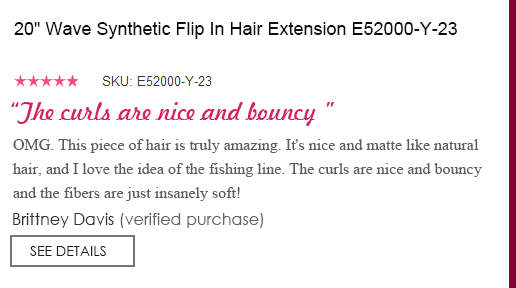 20" Wave Synthetic Flip In Hair Extension E52000-Y-23
★★★★★ SKU: E52000-Y-23
“The curls are nice and bouncy ”
OMG. This piece of hair is truly amazing. It's nice and matte like natural
hair, and I love the idea of the fishing line. The curls are nice and bouncy
and the fibers are just insanely soft!
Brittney Davis (verified purchase)
SEE DETAILS